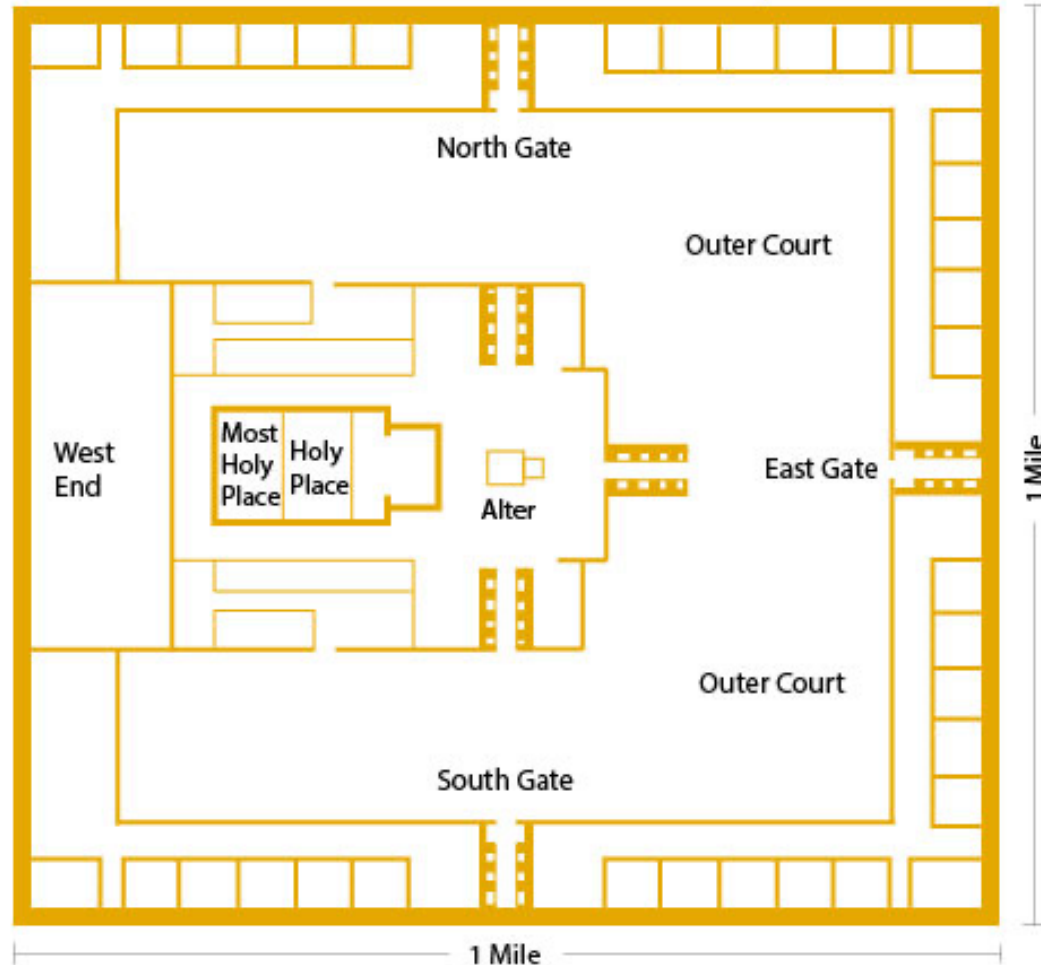 North Gate
Outer Court
West
End
Most
Holy
Place
Holy
Place
Alter
East Gate
1 Mile
Outer Court
South Gate
1 Mile